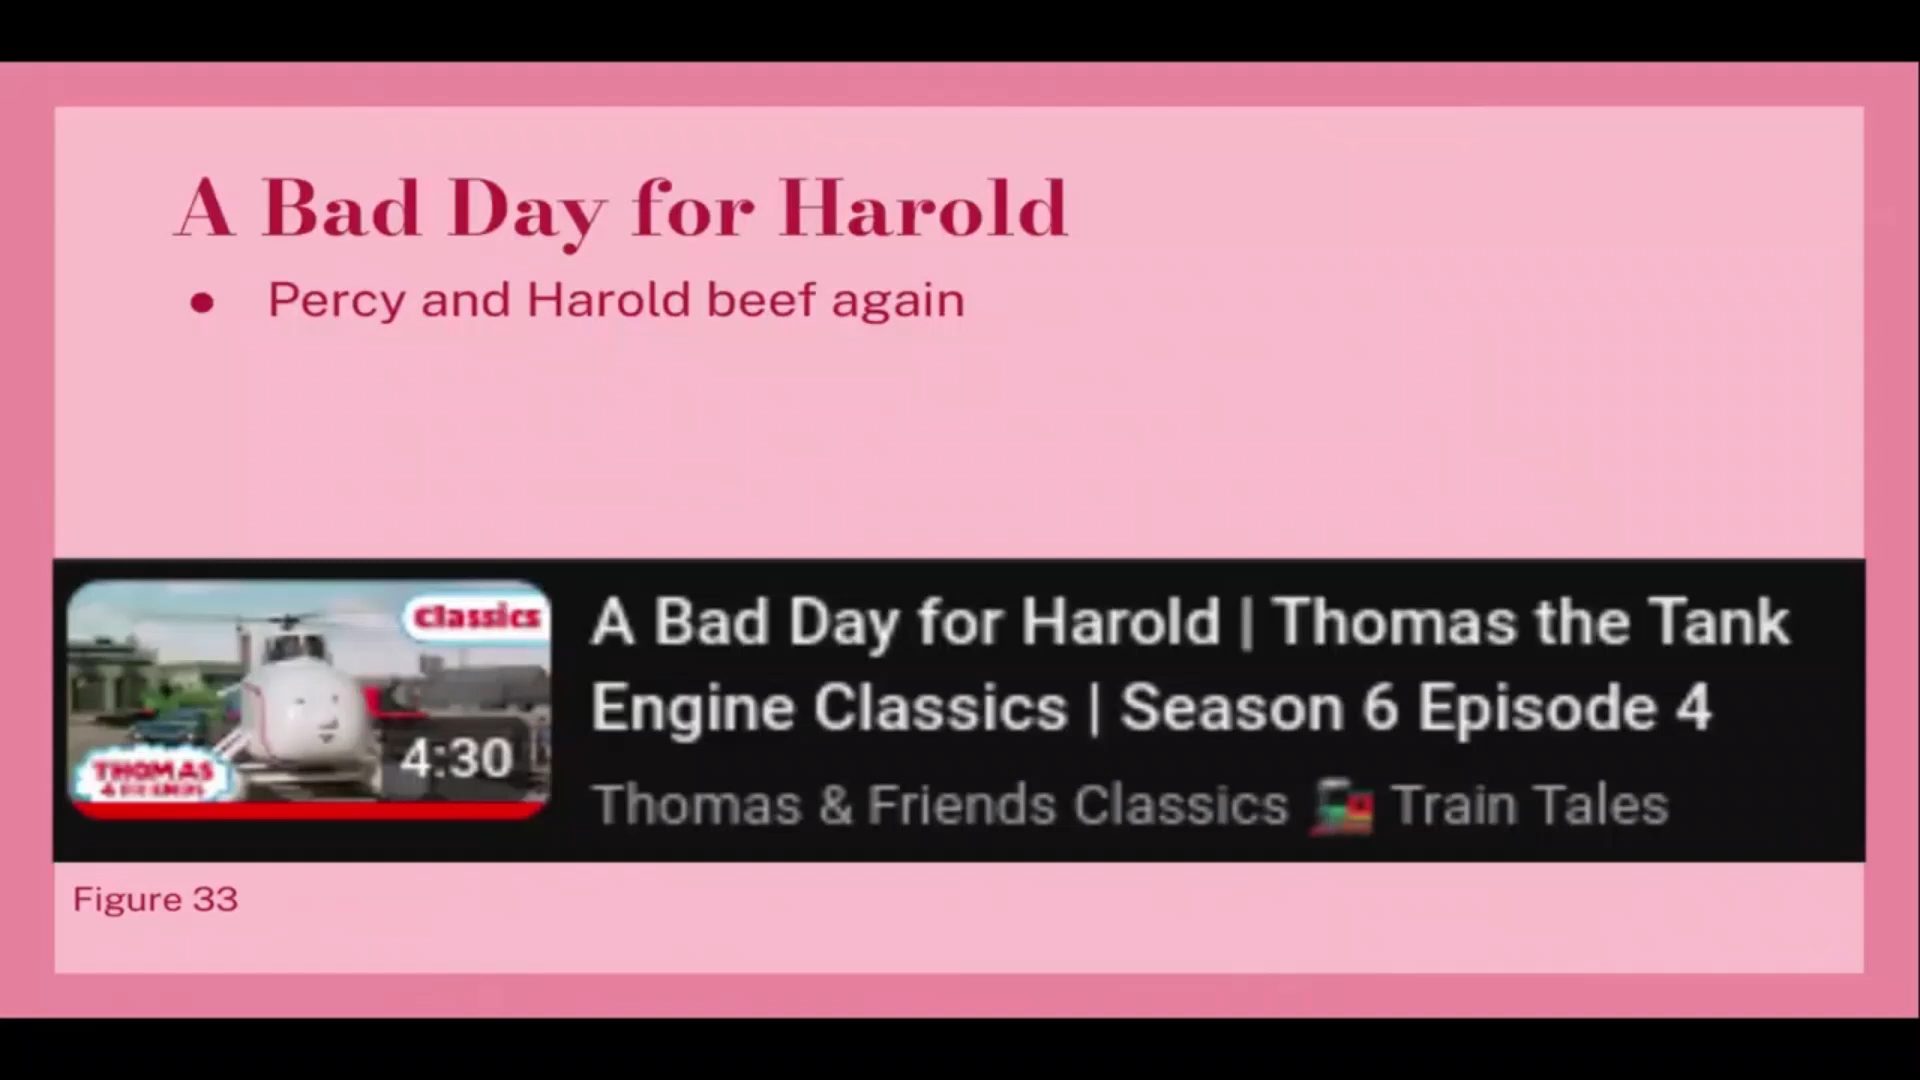 A Bad Day for Harold
● Percy and Harold beef again
Classics
THOMAS
& FRIENDS
4:30
A Bad Day for Harold | Thomas the Tank
Engine Classics | Season 6 Episode 4
Thomas & Friends Classics 🚂 Train Tales
Figure 33